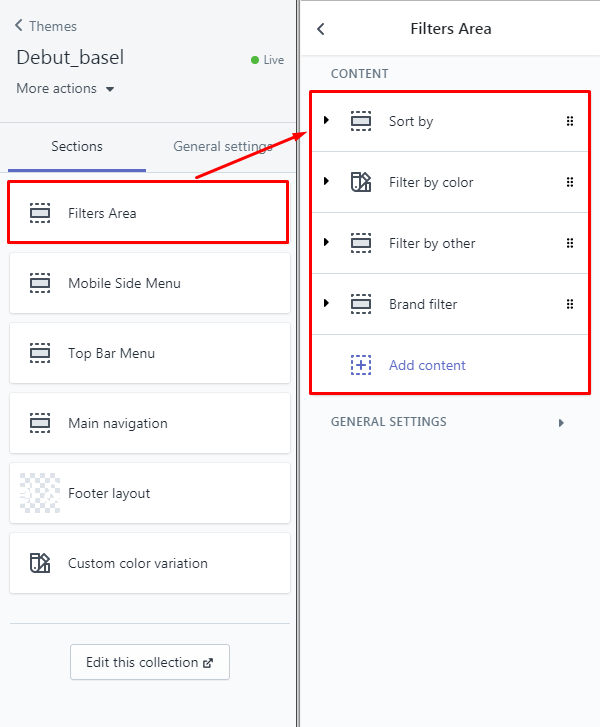 Themes
Debut_basel
Live
More actions
Sections
General settings
Filters Area
Mobile Side Menu
Top Bar Menu
Main navigation
Footer layout
Custom color variation
Edit this collection
Filters Area
CONTENT
Sort by
Filter by color
Filter by other
Brand filter
Add content
GENERAL SETTINGS